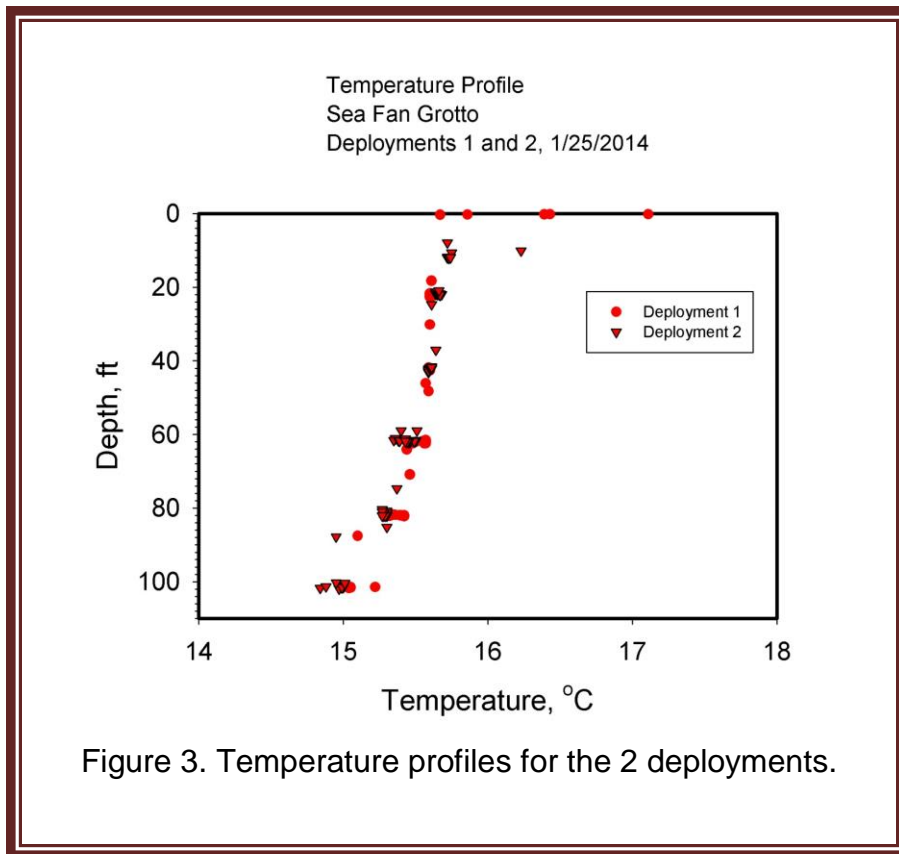 Temperature Profile
Sea Fan Grotto
Deployments 1 and 2, 1/25/2014
0
20
40
60
80
100
Depth, ft
Deployment 1
Deployment 2
14 15 16 17 18
Temperature, °C
Figure 3. Temperature profiles for the 2 deployments.